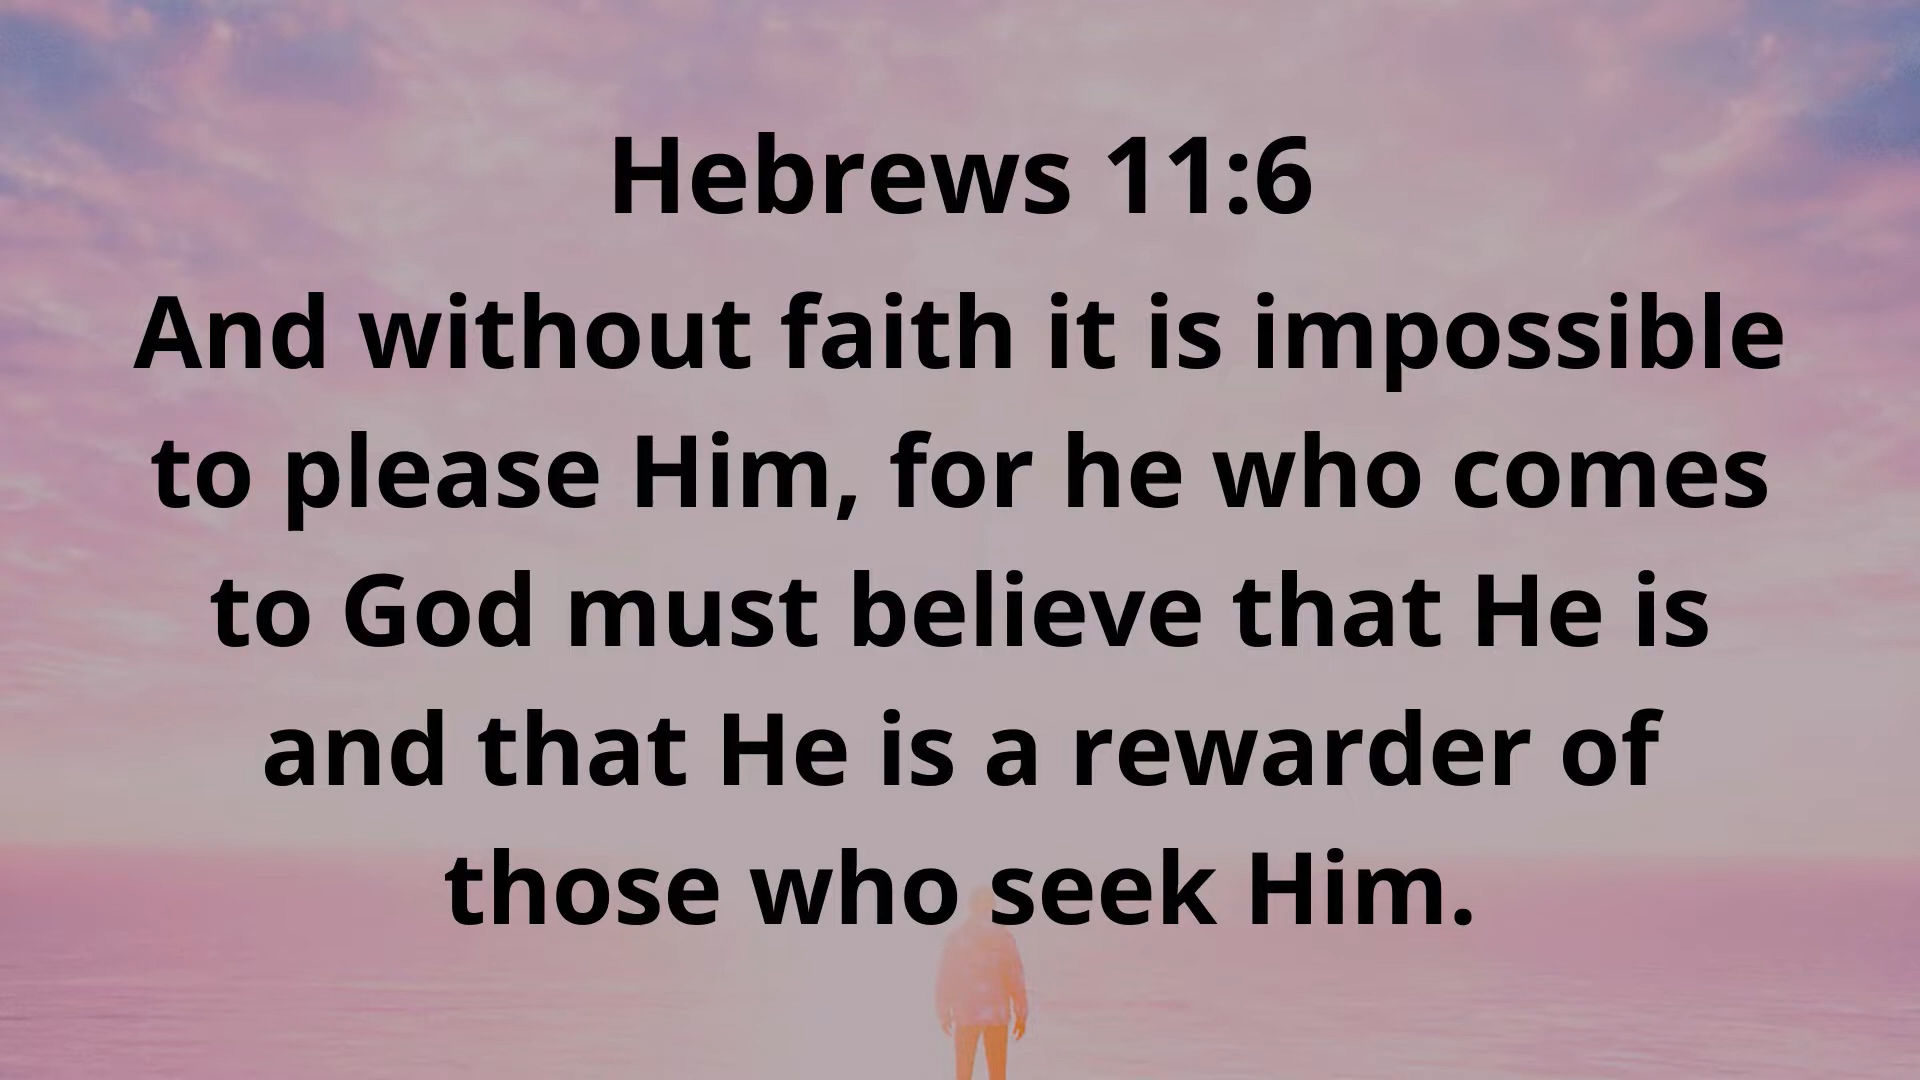 Hebrews 11:6
And without faith it is impossible
to please Him, for he who comes
to God must believe that He is
and that He is a rewarder of
those who seek Him.